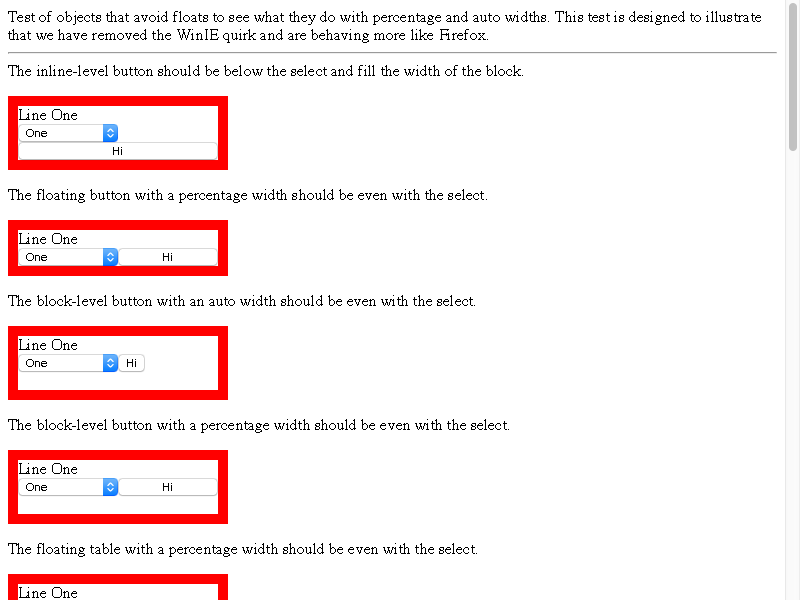 Test of objects that avoid floats to see what they do with percentage and auto widths. This test is designed to illustrate
that we have removed the WinIE quirk and are behaving more like Firefox.
The inline-level button should be below the select and fill the width of the block.
Line One
One
Hi
The floating button with a percentage width should be even with the select.
Line One
One Hi
The block-level button with an auto width should be even with the select.
Line One
One Hi
The block-level button with a percentage width should be even with the select.
Line One
One Hi
The floating table with a percentage width should be even with the select.
Line One